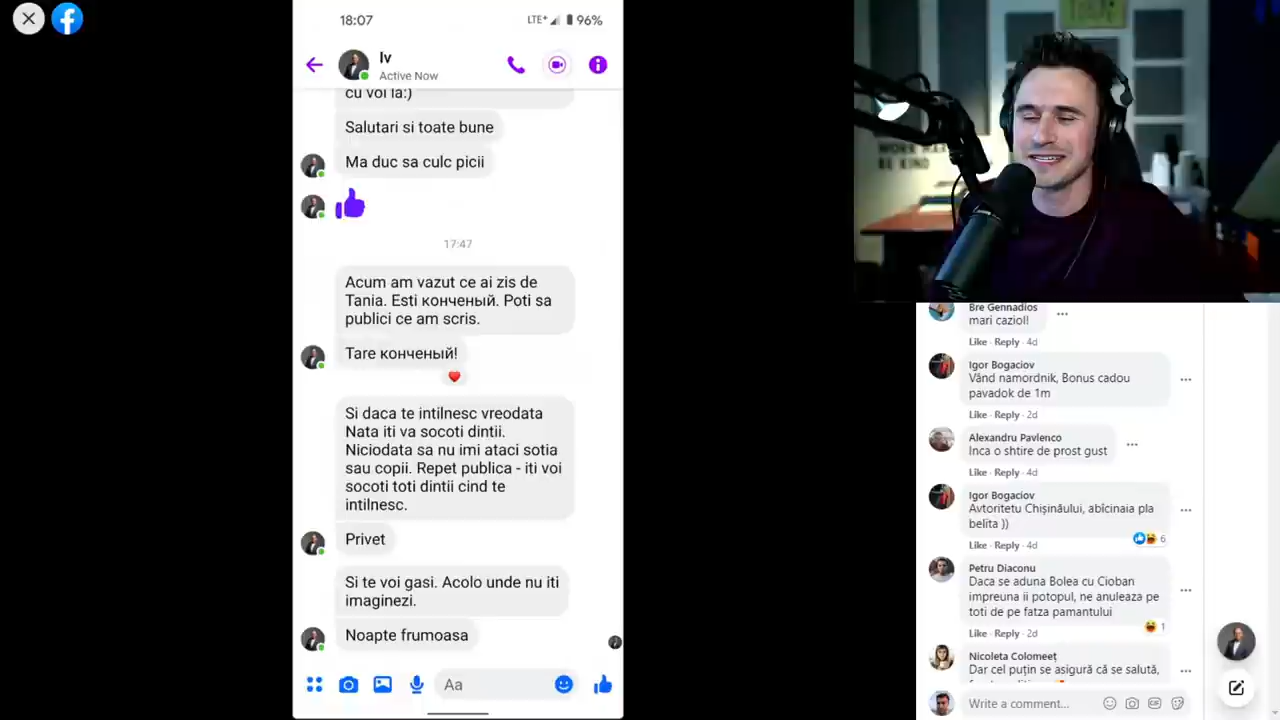 18:07
LTE+
96%
Iv
Active Now
cu voi la:)
Salutari si toate bune
Ma duc sa culc picii
17:47
Acum am vazut ce ai zis de
Tania. Esti конченый. Poti sa
publici ce am scris.
Tare конченый!
Si daca te intilnesc vreodata
Nata iti va socoti dintii.
Niciodata sa nu imi ataci sotia
sau copii. Repet publica - iti voi
socoti toti dintii cind te
intilnesc.
Privet
Si te voi gasi. Acolo unde nu iti
imaginezi.
Noapte frumoasa
Aa
BE KIND
Bre Gennadios
mari caziol!
Like · Reply · 4d
Igor Bogaciov
Vând namordnik, Bonus cadou
pavadok de 1m
Like · Reply · 2d
Alexandru Pavlenco
Inca o shtire de prost gust
Like · Reply · 4d
Igor Bogaciov
Avtoritetu Chișinăului, abîcinaia pla
belita ))
6
Like · Reply · 4d
Petru Diaconu
Daca se aduna Bolea cu Cioban
impreuna ii potopul, ne anuleaza pe
toti de pe fatza pamantului
1
Like · Reply · 2d
Nicoleta Colomeeț
Dar cel puțin se asigură că se salută,
Write a comment...
GIF